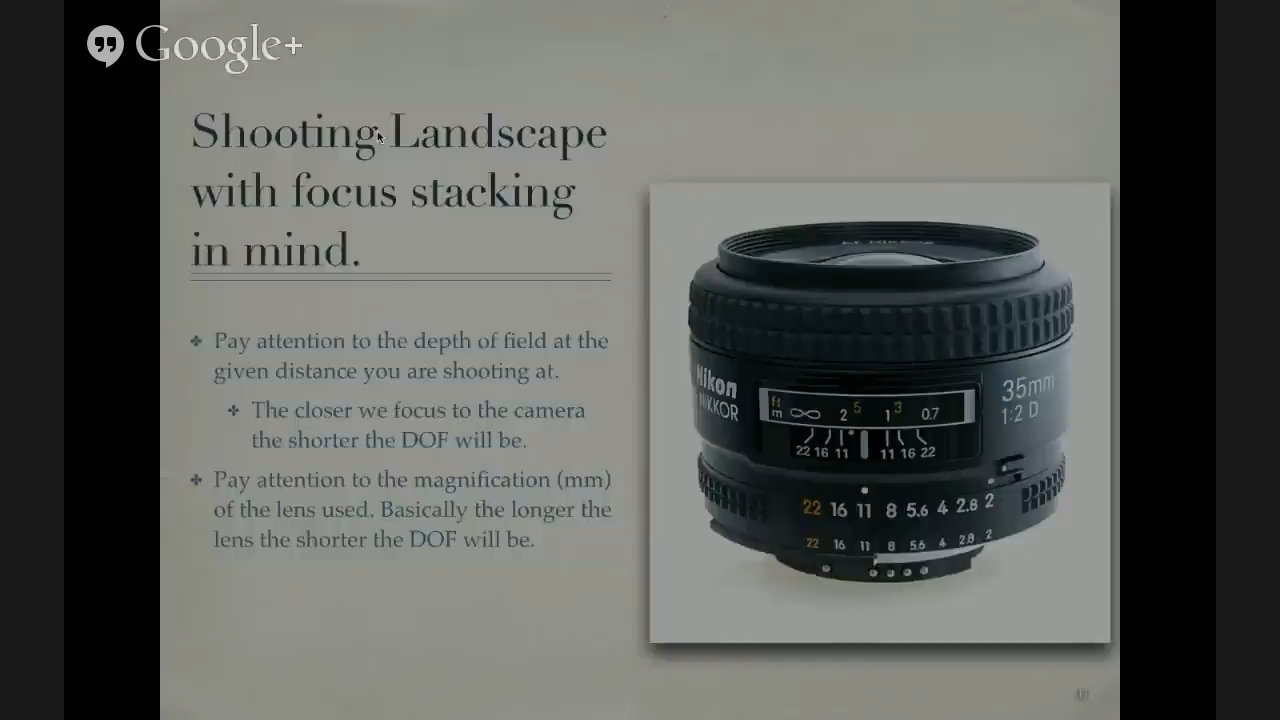 Google+
Shooting Landscape
with focus stacking
in mind.
Pay attention to the depth of field at the
given distance you are shooting at.
The closer we focus to the camera
the shorter the DOF will be.
Pay attention to the magnification (mm)
of the lens used. Basically the longer the
lens the shorter the DOF will be.
Nikon
NIKKOR
35mm
1:2 D
ft 5 3
m ∞ 2 1 0.7
22 16 11 11 16 22
22 16 11 8 5.6 4 2.8 2
22 16 11 8 5.6 4 2.8 2